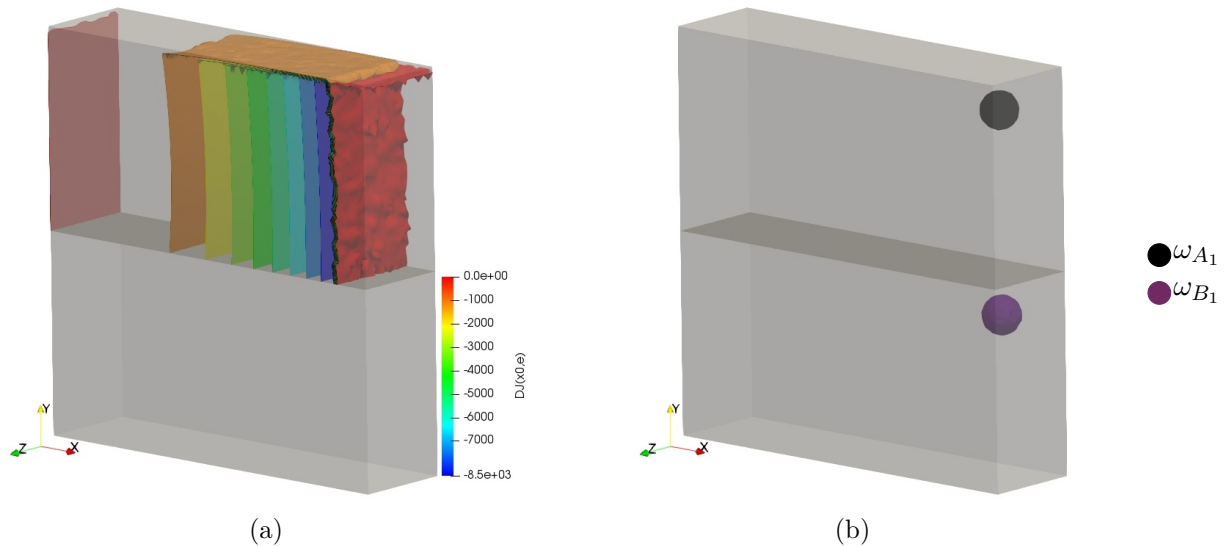 0.0e+00
-1000
-2000
-3000
-4000
-5000
-6000
-7000
-8.5e+03
DJ(x0,e)
Y
Z
X
(a)
Y
Z
X
(b)
ωA1
ωB1